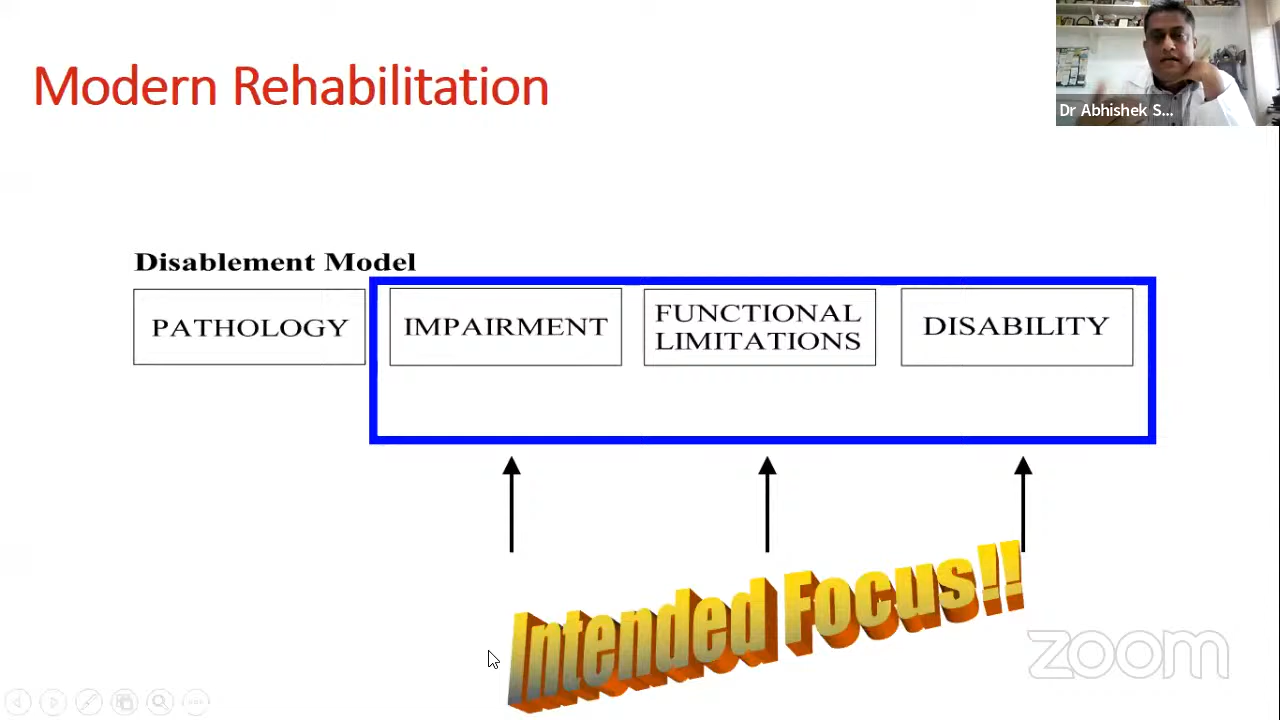 Modern Rehabilitation
Dr Abhishek S...
Disablement Model
PATHOLOGY
IMPAIRMENT
FUNCTIONAL
LIMITATIONS
DISABILITY
Intended Focus!!
zoom